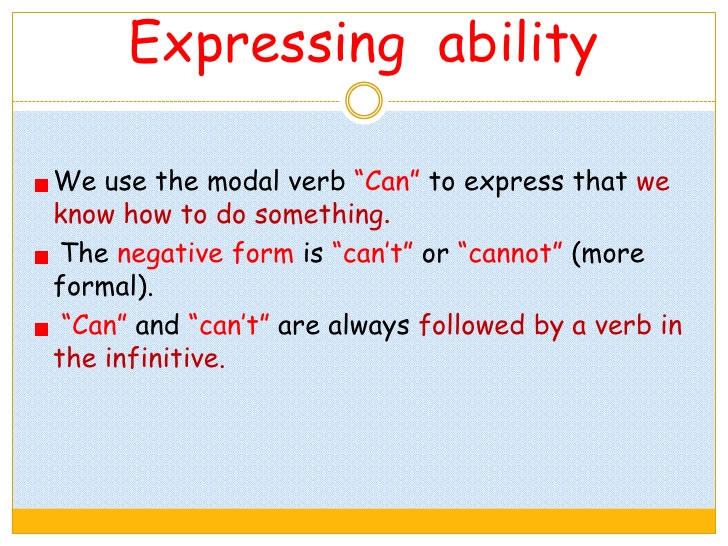 Expressing ability
We use the modal verb “Can” to express that we
know how to do something.
The negative form is “can’t” or “cannot” (more
formal).
“Can” and “can’t” are always followed by a verb in
the infinitive.